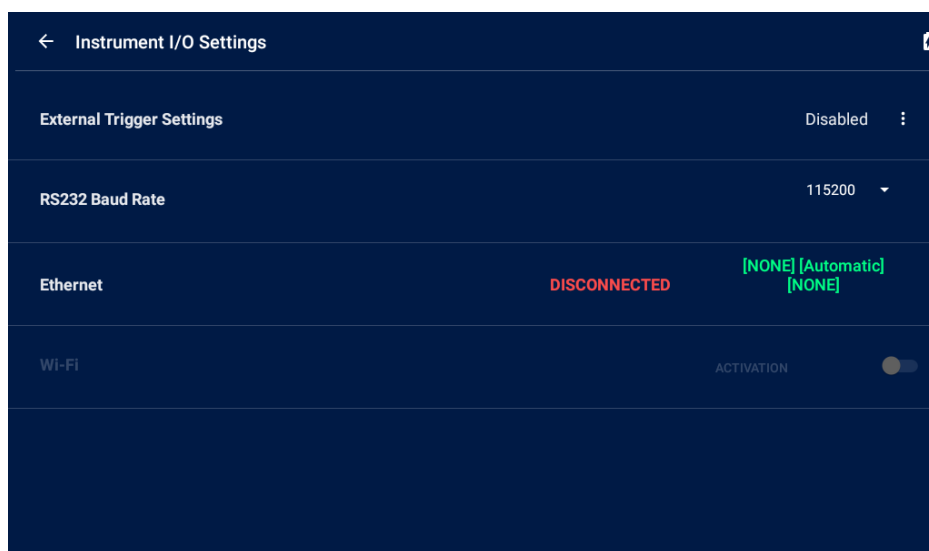 Instrument I/O Settings
External Trigger Settings
Disabled
RS232 Baud Rate
115200
Ethernet
DISCONNECTED
[NONE] [Automatic]
[NONE]
Wi-Fi
ACTIVATION